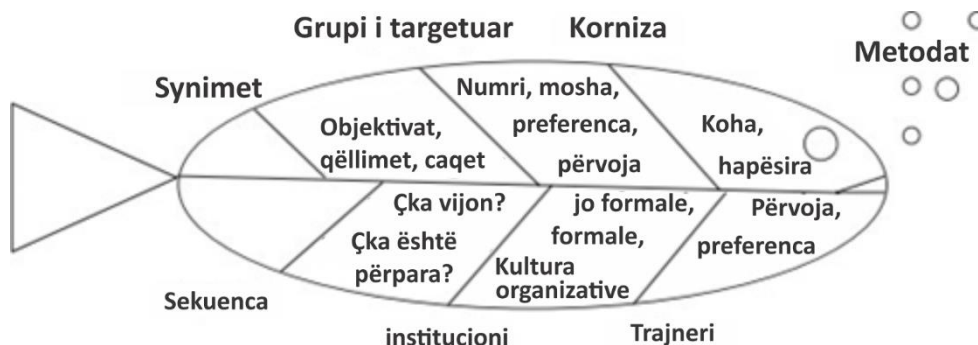 Grupi i targetuar
Korniza
Metodat
Synimet
Numri, mosha,
preferenca,
përvoja
Objektivat,
qëllimet, caqet
Koha,
hapësira
Çka vijon?
Çka është
përpara?
jo formale,
formale,
Kultura
organizative
Përvoja,
preferenca
Sekuenca
institucioni
Trajneri